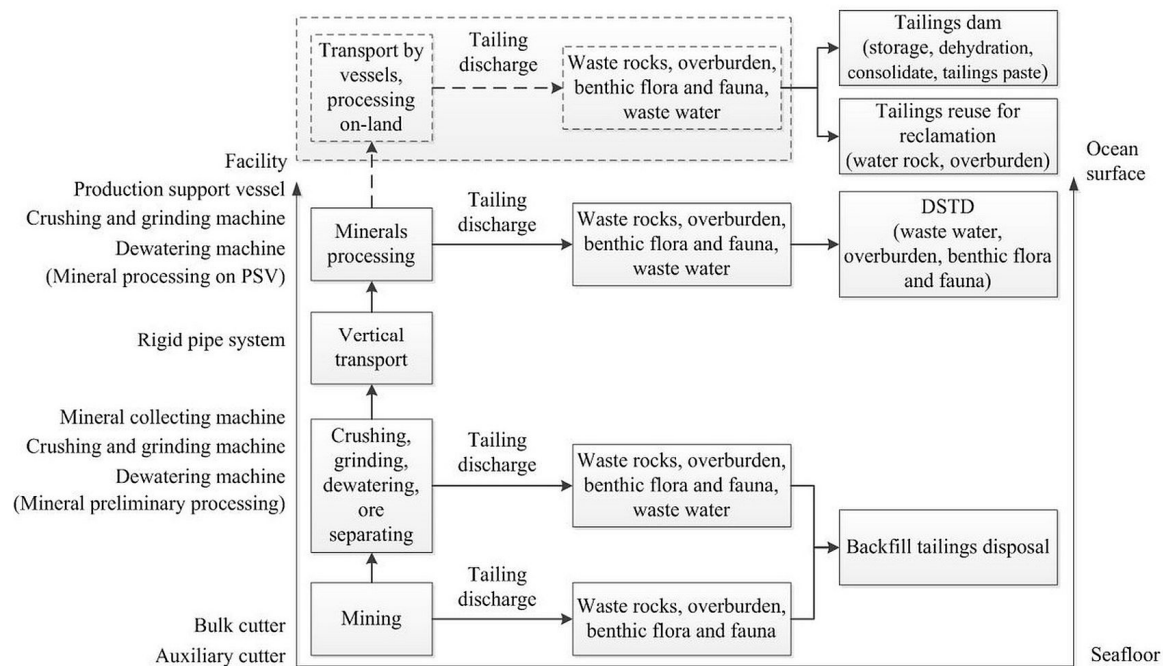 Transport by
vessels,
processing
on-land
Tailing
discharge
Waste rocks, overburden,
benthic flora and fauna,
waste water
Tailings dam
(storage, dehydration,
consolidate, tailings paste)
Tailings reuse for
reclamation
(water rock, overburden)
Facility
Ocean
surface
Production support vessel
Crushing and grinding machine
Dewatering machine
(Mineral processing on PSV)
Minerals
processing
Tailing
discharge
Waste rocks, overburden,
benthic flora and fauna,
waste water
DSTD
(waste water,
overburden, benthic flora
and fauna)
Rigid pipe system
Vertical
transport
Mineral collecting machine
Crushing and grinding machine
Dewatering machine
(Mineral preliminary processing)
Crushing,
grinding,
dewatering,
ore
separating
Tailing
discharge
Waste rocks, overburden,
benthic flora and fauna,
waste water
Backfill tailings disposal
Bulk cutter
Auxiliary cutter
Mining
Tailing
discharge
Waste rocks, overburden,
benthic flora and fauna
Seafloor